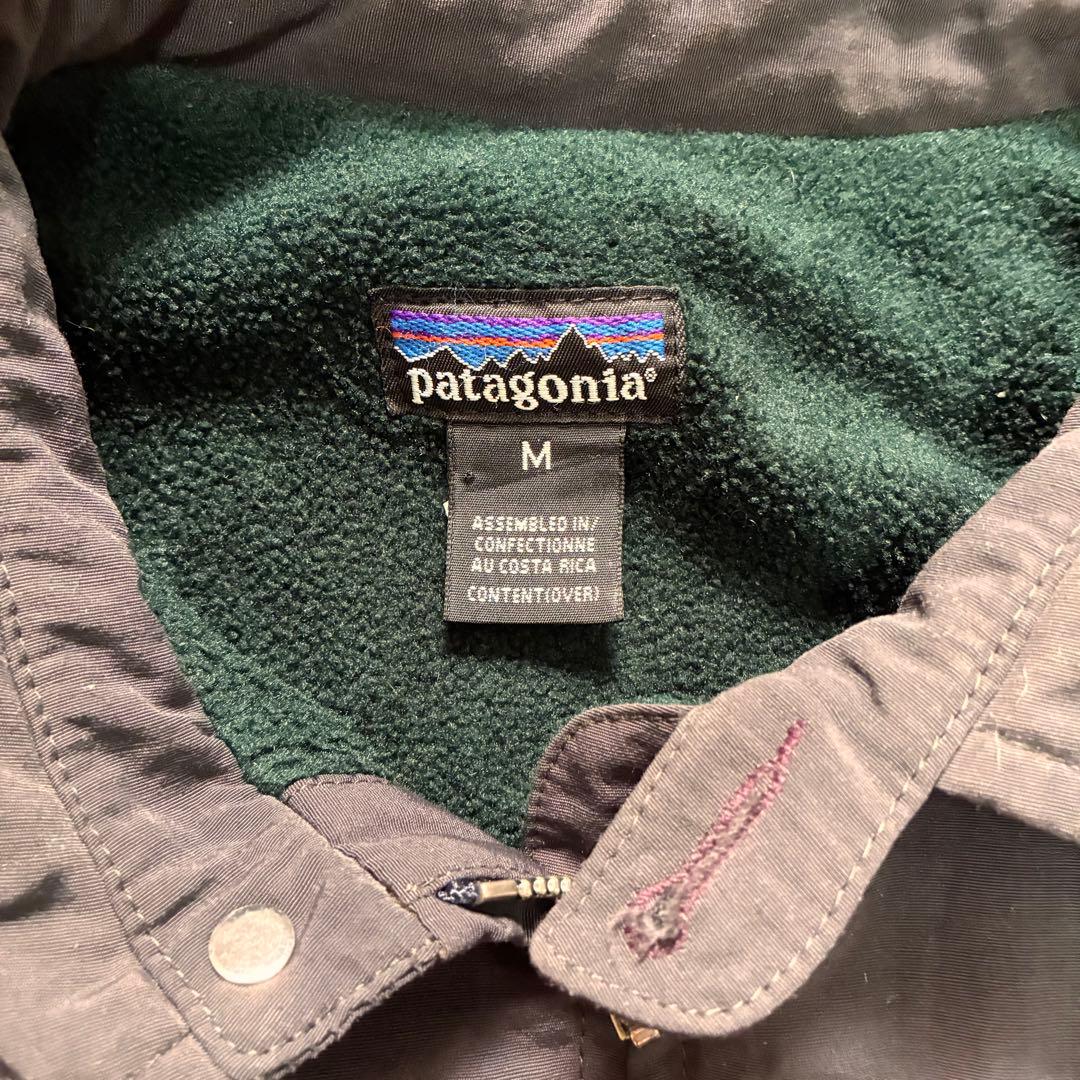 patagonia®
M
ASSEMBLED IN/
CONFECTIONNE
AU COSTA RICA
CONTENT(OVER)